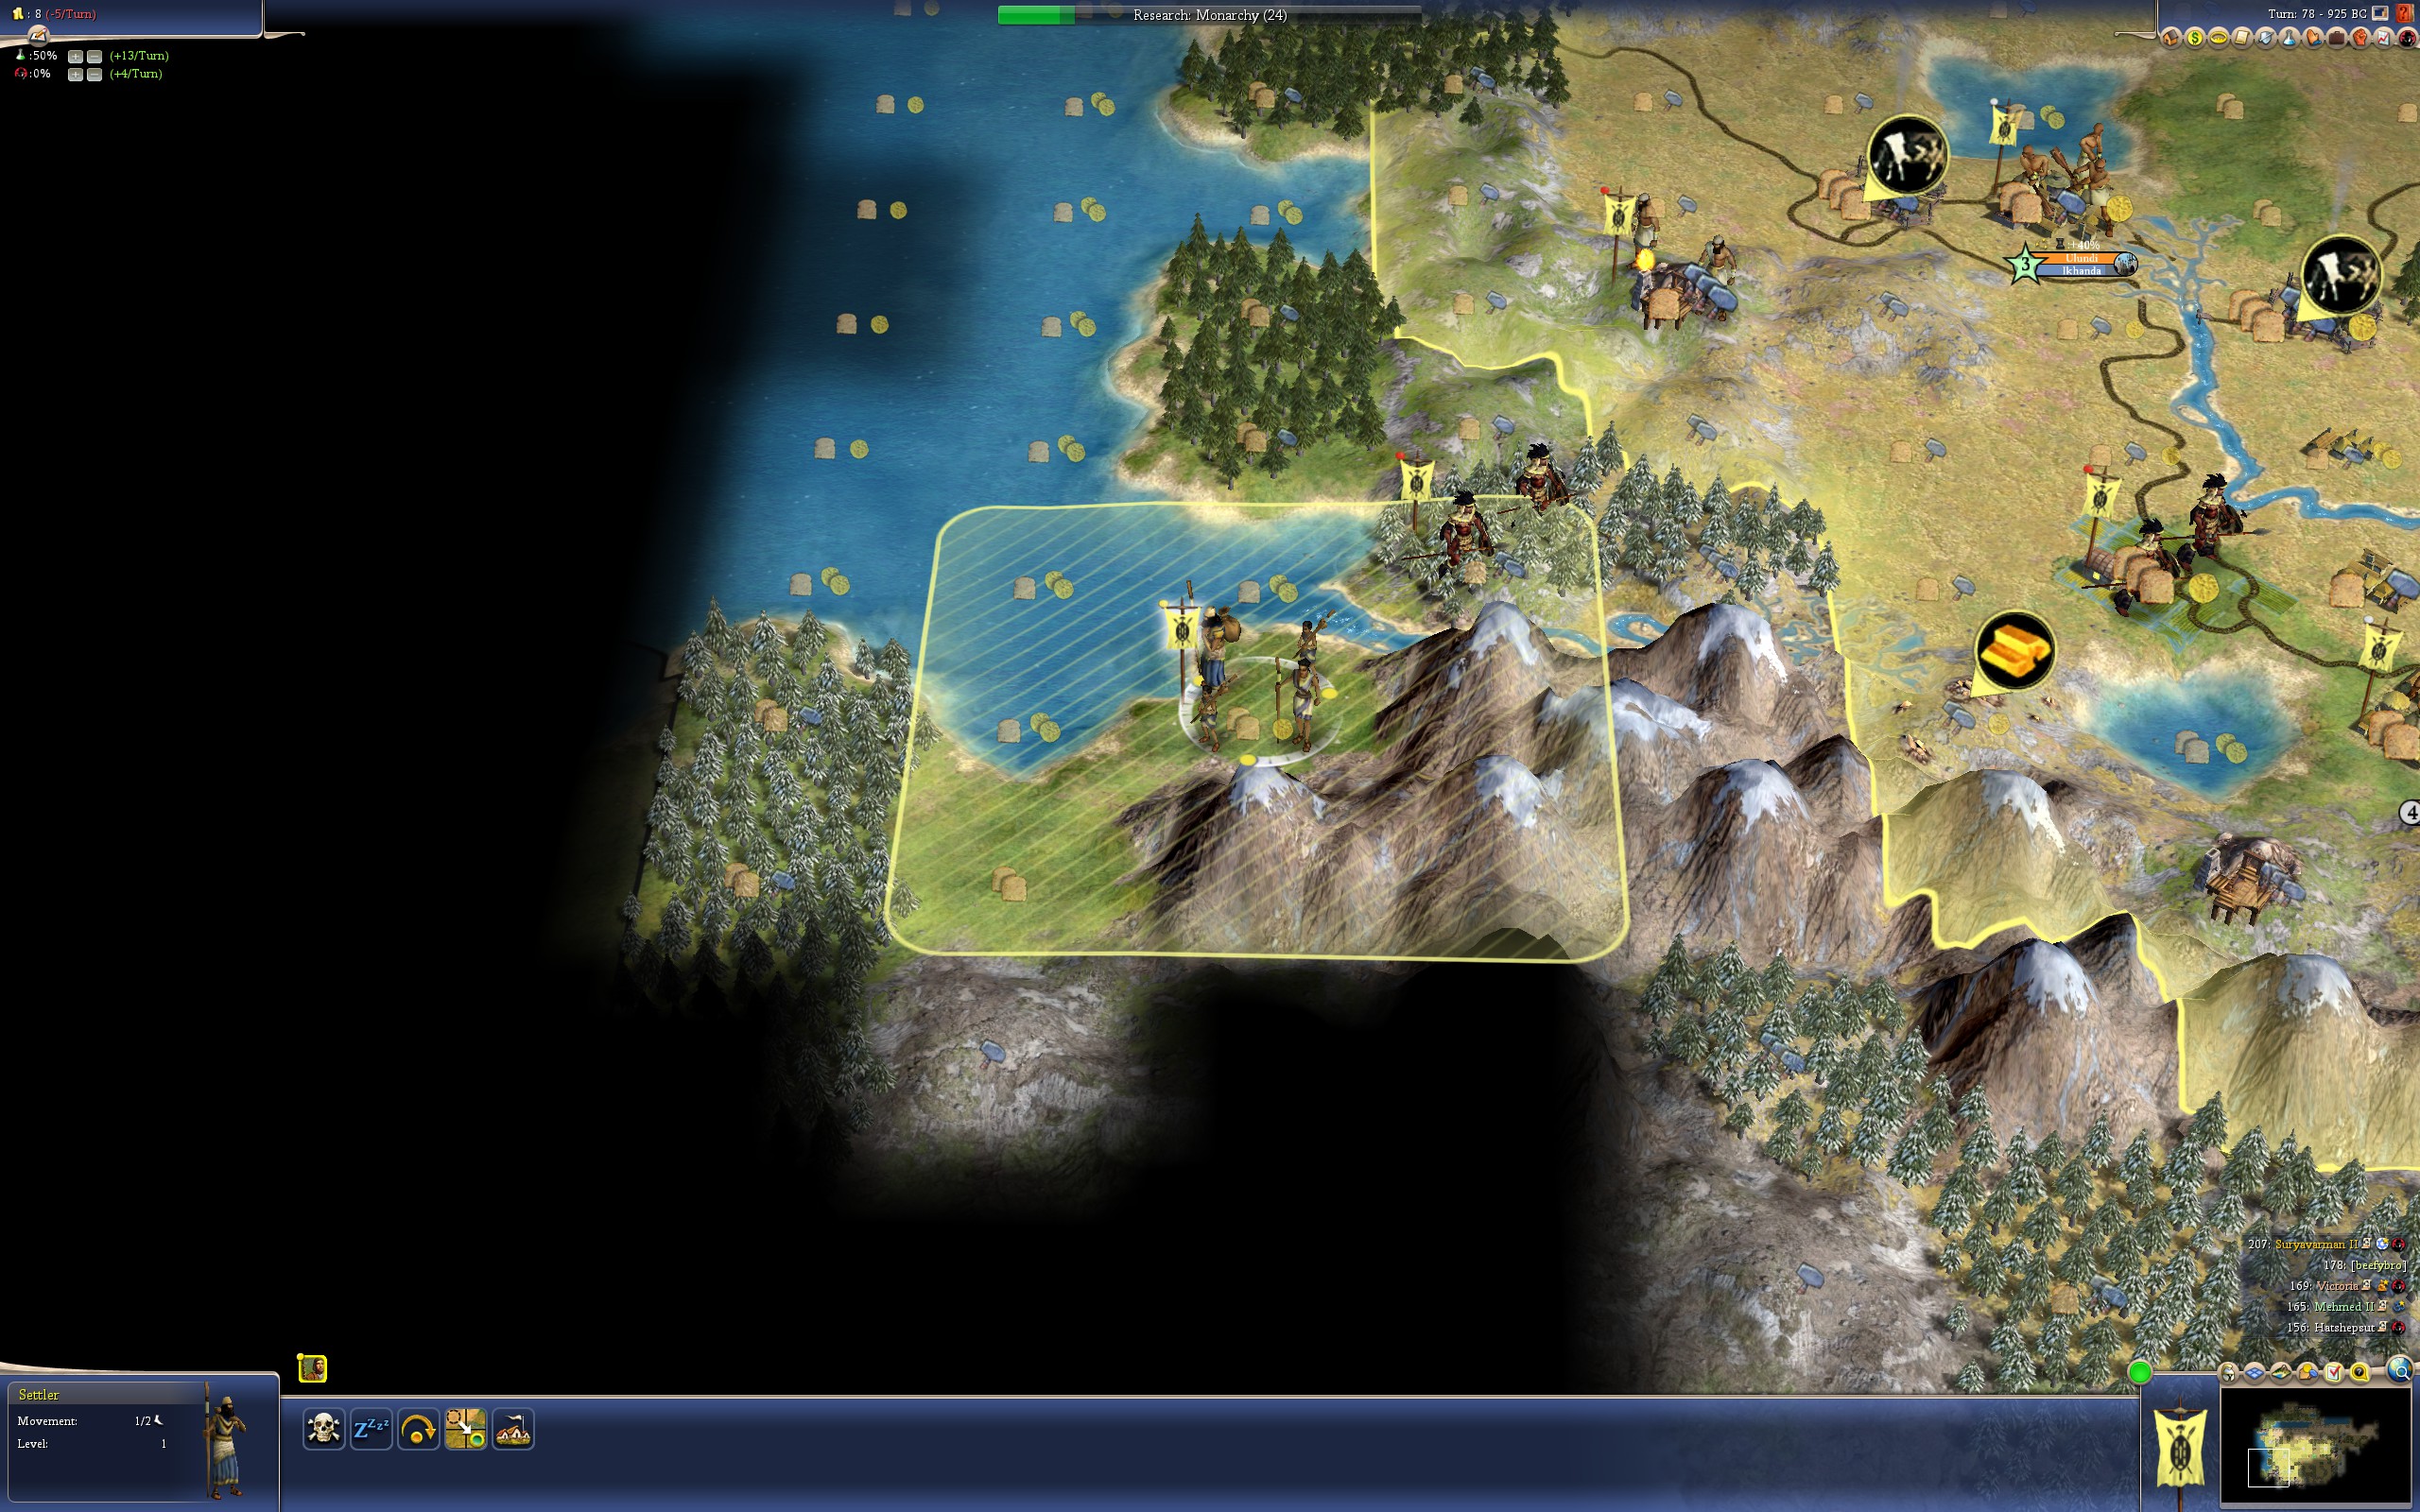 : 8 (-5/Turn)
Research: Monarchy (24)
Turn: 78 - 925 BC
:50% (+13/Turn)
:0% (+4/Turn)
+40%
3
Ulundi
Ikhanda
4
207: Suryavarman II
178: [beefybro]
169: Victoria
165: Mehmed II
156: Hatshepsut
Settler
Movement: 1/2
Level: 1
zZzzz